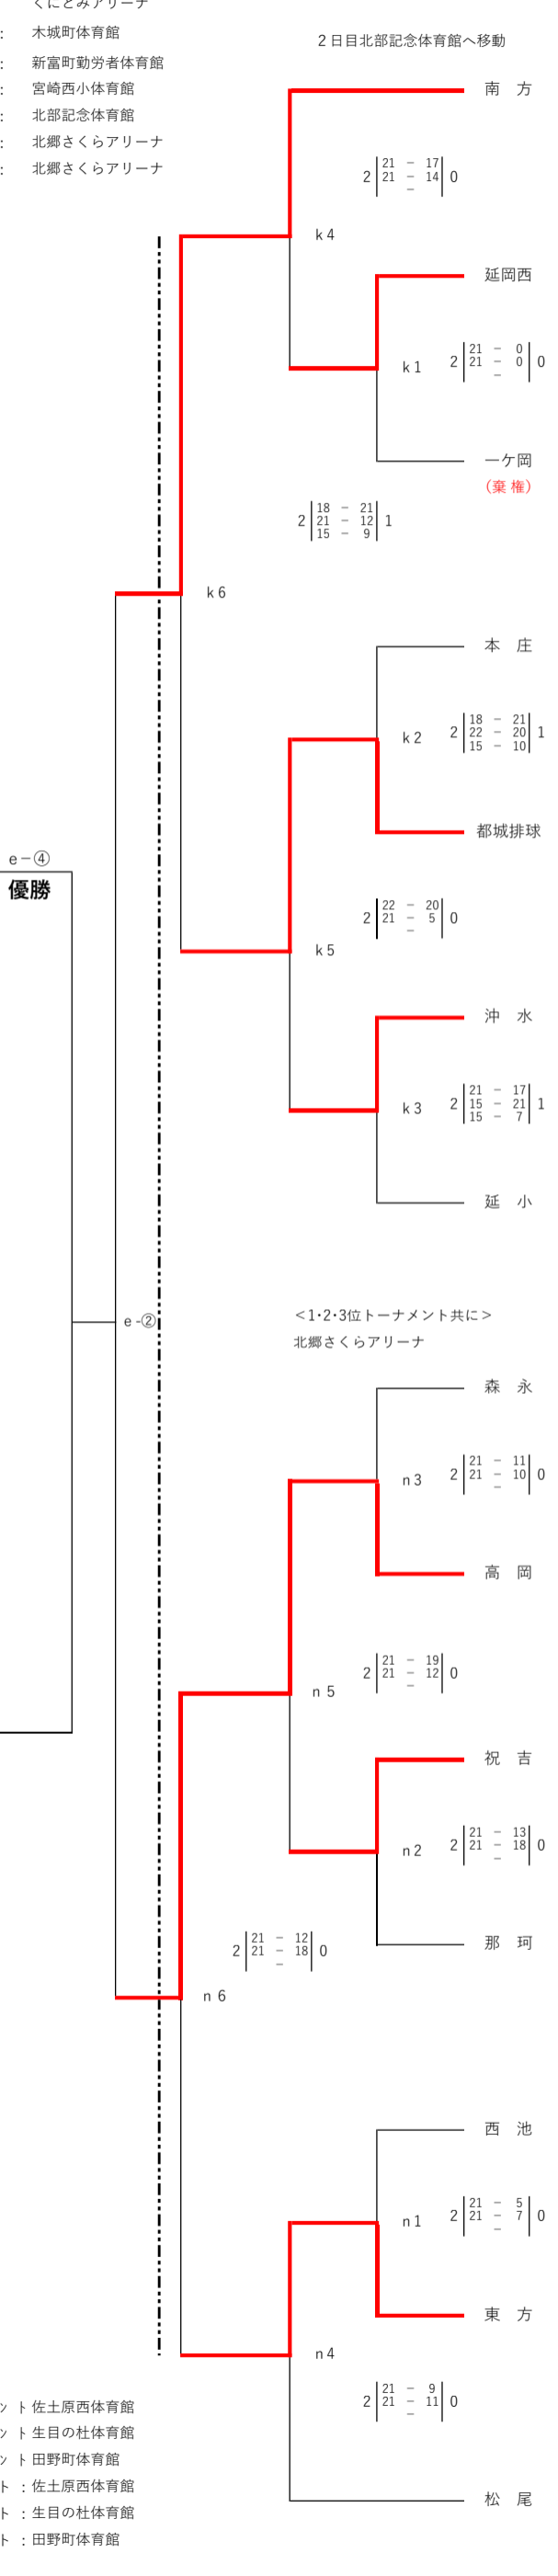 くにとみアリーナ
: 木城町体育館
: 新富町勤労者体育館
: 宮崎西小体育館
: 北部記念体育館
: 北郷さくらアリーナ
: 北郷さくらアリーナ
2日目北部記念体育館へ移動
南 方
2 21 － 17 0
21 － 14
－
k4
延岡西
k1
2 21 － 0 0
21 － 0
－
一ケ岡
（棄 権）
2 18 － 21 1
21 － 12
15 － 9
k6
本 庄
k2
2 18 － 21 1
22 － 20
15 － 10
都城排球
e－④
優勝
2 22 － 20 0
21 － 5
－
k5
沖 水
k3
2 21 － 17 1
15 － 21
15 － 7
延 小
e-②
＜1・2・3位トーナメント共に＞
北郷さくらアリーナ
森 永
n3
2 21 － 11 0
21 － 10
－
高 岡
2 21 － 19 0
21 － 12
－
n5
祝 吉
n2
2 21 － 13 0
21 － 18
－
那 珂
2 21 － 12 0
21 － 18
－
n6
西 池
n1
2 21 － 5 0
21 － 7
－
東 方
n4
2 21 － 9 0
21 － 11
－
松 尾
ント 佐土原西体育館
ント 生目の杜体育館
ント 田野町体育館
ト : 佐土原西体育館
ト : 生目の杜体育館
ト : 田野町体育館